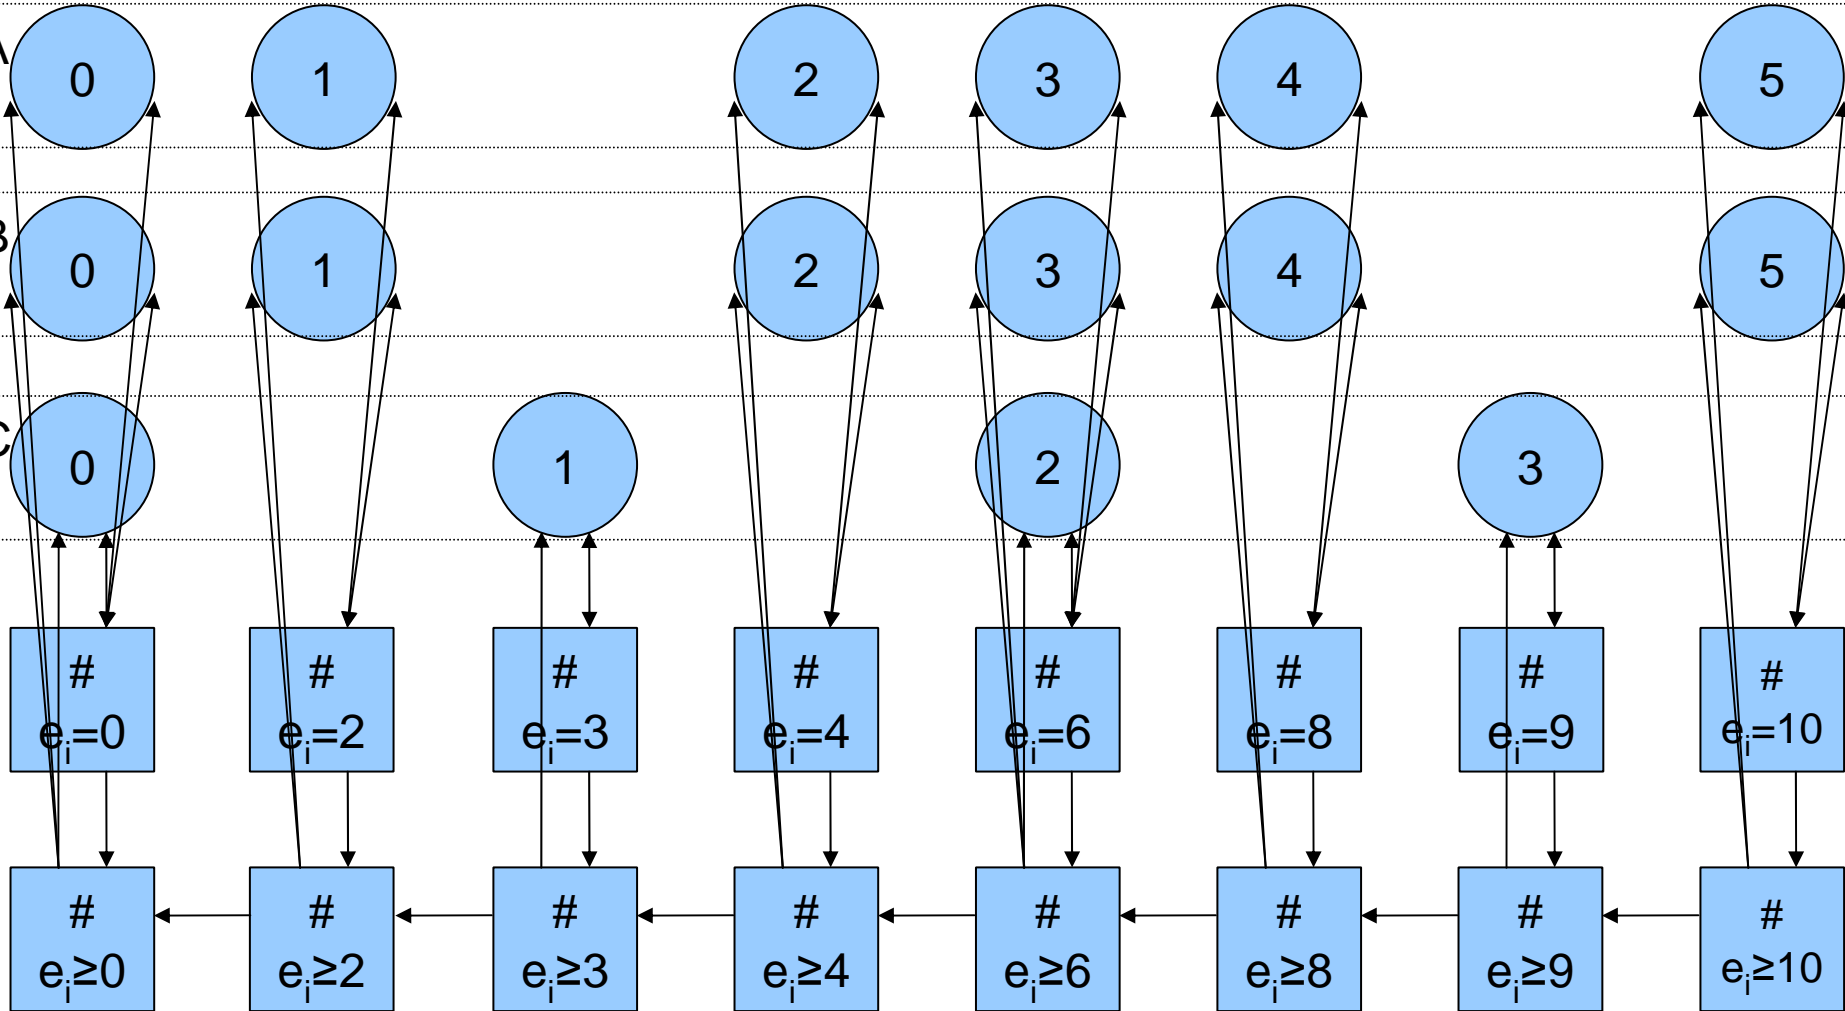 A 0 1 2 3 4 5
B 0 1 2 3 4 5
C 0 1 2 3
# # # # # # # #
ei=0 ei=2 ei=3 ei=4 ei=6 ei=8 ei=9 ei=10
# # # # # # # #
ei≥0 ei≥2 ei≥3 ei≥4 ei≥6 ei≥8 ei≥9 ei≥10